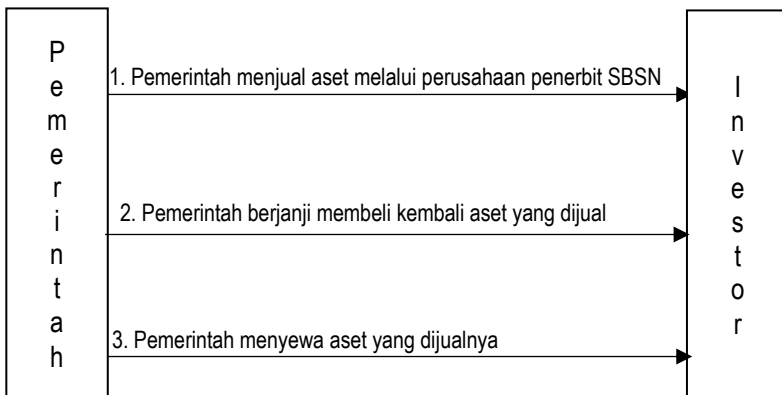 Pemerintah
1. Pemerintah menjual aset melalui perusahaan penerbit SBSN
2. Pemerintah berjanji membeli kembali aset yang dijual
3. Pemerintah menyewa aset yang dijualnya
Investor